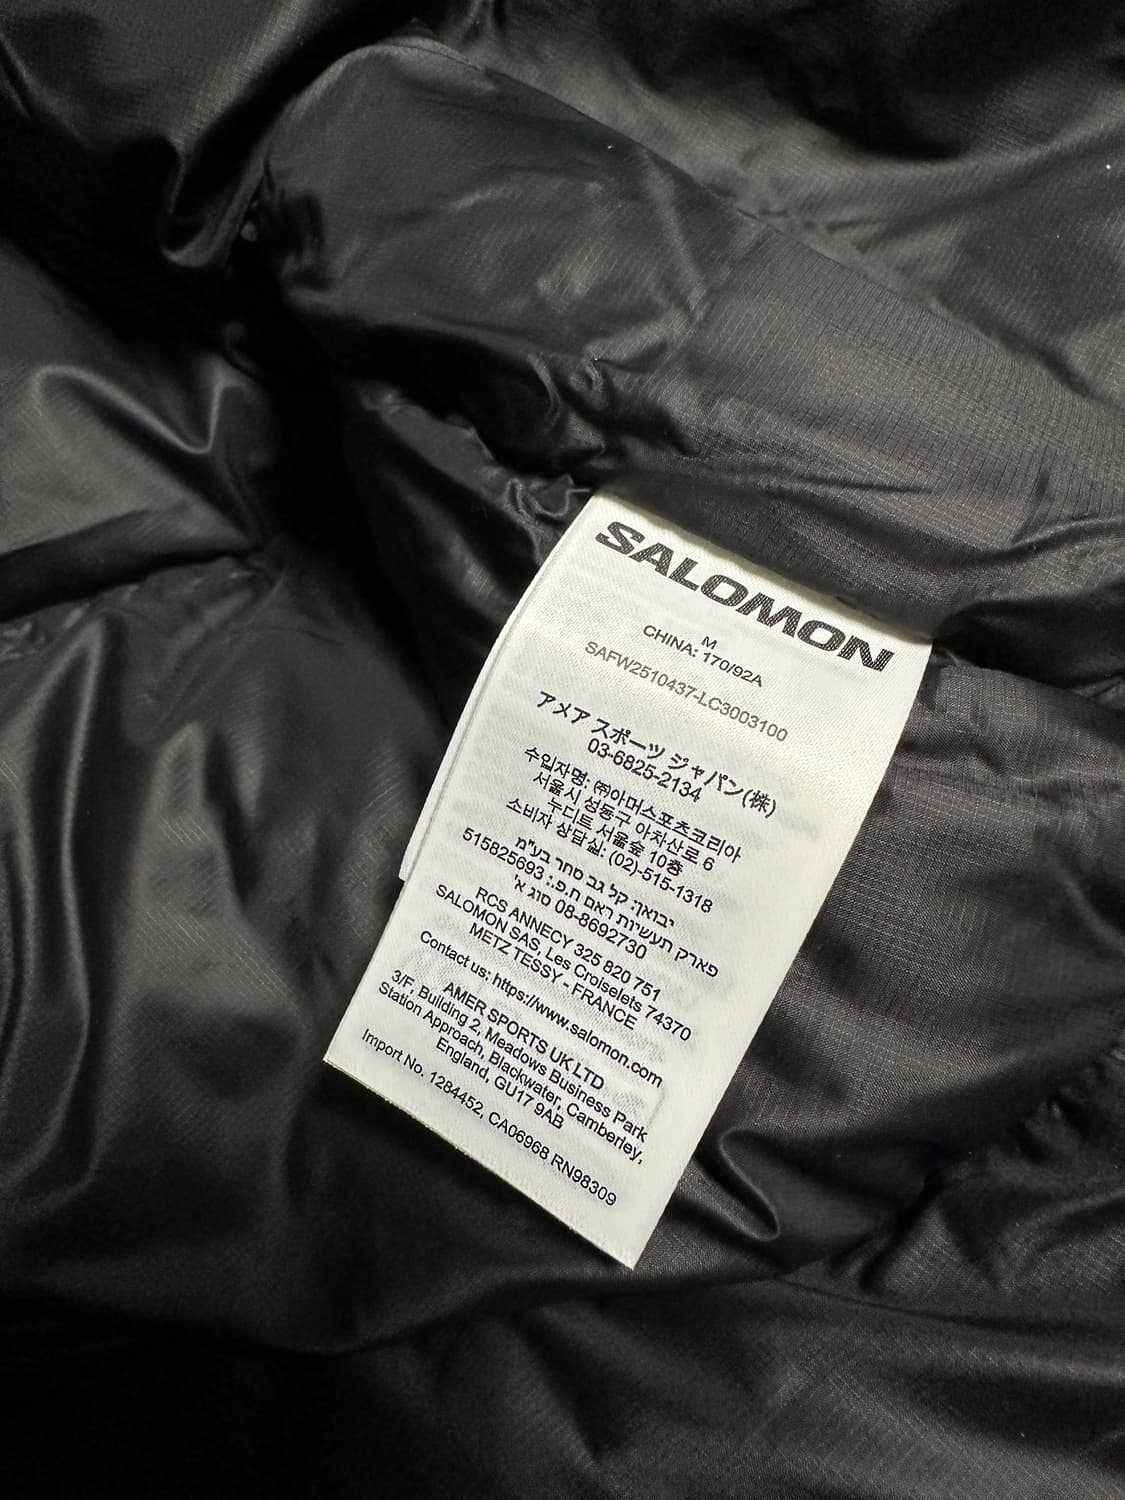 SALOMON
M
CHINA: 170/92A
SAFW2510437-LC3003100
アメア スポーツ ジャパン(株)
03-6825-2134
수입자명: ㈜아머스포츠코리아
서울시 성동구 아차산로 6
누디트 서울숲 10층
소비자 상담실: (02)-515-1318
יבואן: קל גב סחר בע"מ
515825693 :.פארק תעשיות ראם ח.פ
08-8692730 סוג א'
RCS ANNECY 325 820 751
SALOMON SAS, Les Croiselets 74370
METZ TESSY - FRANCE
Contact us: https://www.salomon.com
AMER SPORTS UK LTD
3/F, Building 2, Meadows Business Park
Station Approach, Blackwater, Camberley,
England, GU17 9AB
Import No. 1284452, CA06968 RN98309